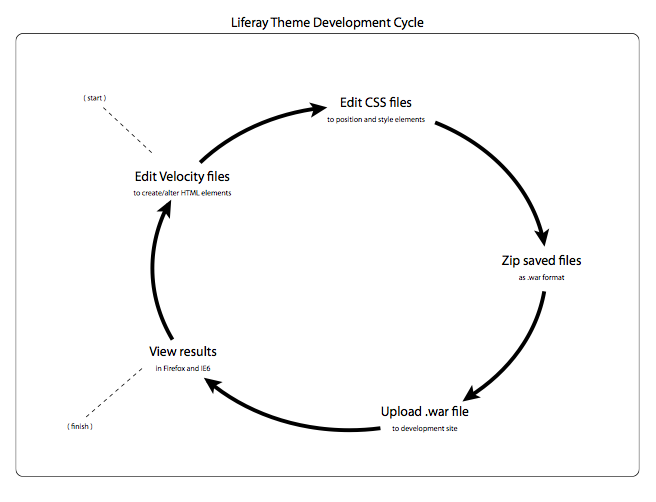 Liferay Theme Development Cycle
( start )
Edit Velocity files
to create/alter HTML elements
Edit CSS files
to position and style elements
Zip saved files
as .war format
Upload .war file
to development site
View results
in Firefox and IE6
( finish )